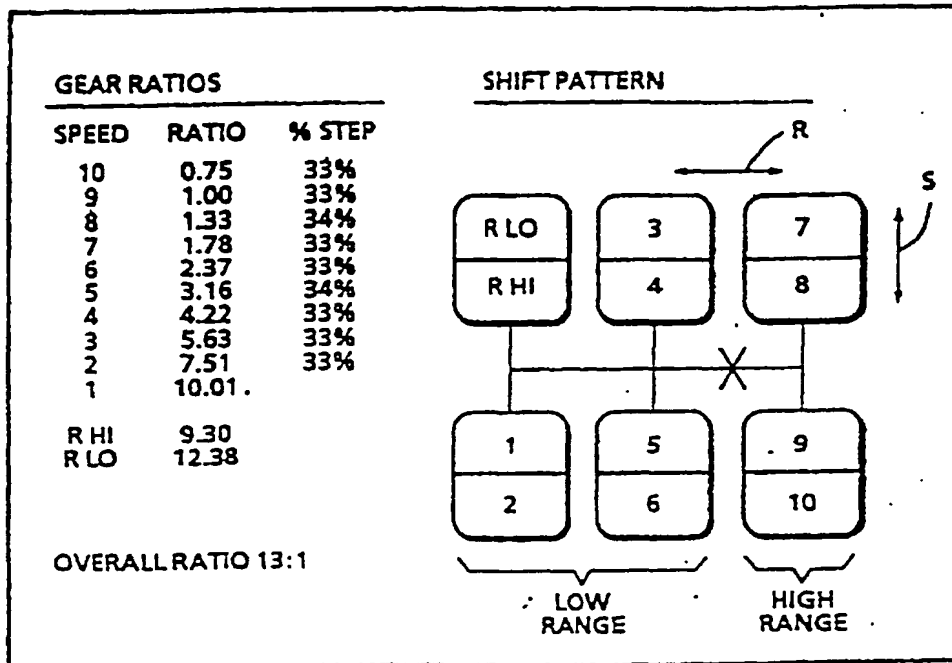 GEAR RATIOS
SPEED RATIO % STEP
10 0.75 33%
9 1.00 33%
8 1.33 34%
7 1.78 33%
6 2.37 33%
5 3.16 34%
4 4.22 33%
3 5.63 33%
2 7.51 33%
1 10.01
R HI 9.30
R LO 12.38
OVERALL RATIO 13:1
SHIFT PATTERN
R
S
R LO 3 7
R HI 4 8
1 5 9
2 6 10
LOW RANGE
HIGH RANGE